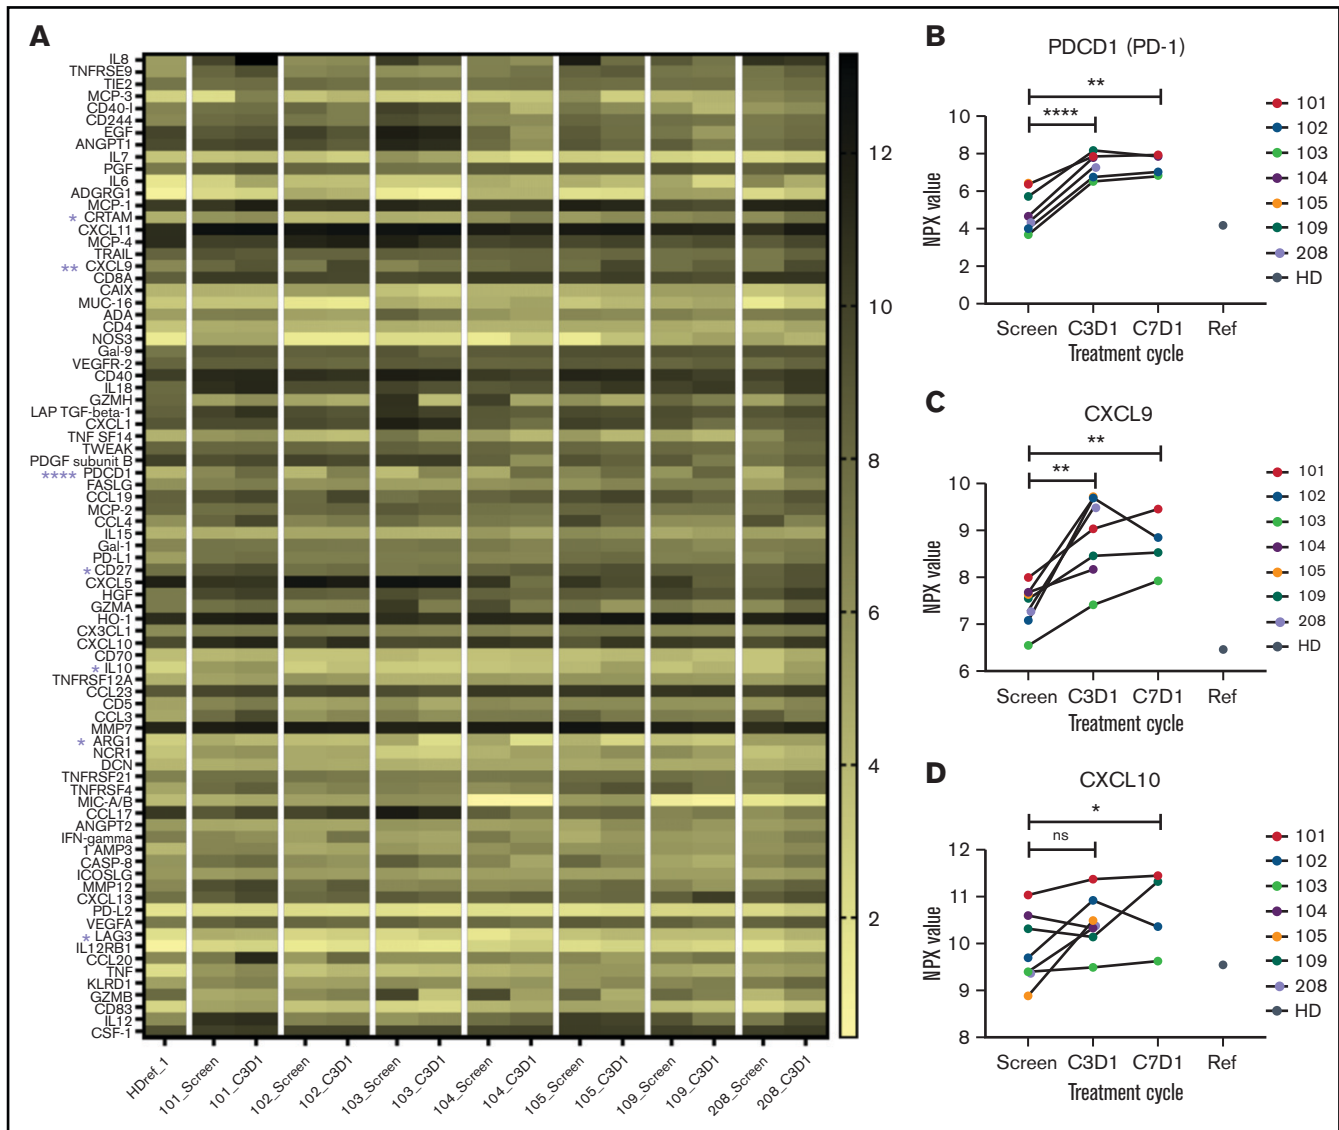 A
IL8
TNFRSE9
TIE2
MCP-3
CD40-I
CD244
EGF
ANGPT1
IL7
PGF
IL6
ADGRG1
MCP-1
* CRTAM
CXCL11
MCP-4
TRAIL
** CXCL9
CD8A
CAIX
MUC-16
ADA
CD4
NOS3
Gal-9
VEGFR-2
CD40
IL18
GZMH
LAP TGF-beta-1
CXCL1
TNF SF14
TWEAK
PDGF subunit B
**** PDCD1
FASLG
CCL19
MCP-2
CCL4
IL15
Gal-1
PD-L1
* CD27
CXCL5
HGF
GZMA
HO-1
CX3CL1
CXCL10
CD70
* IL10
TNFRSF12A
CCL23
CD5
CCL3
MMP7
* ARG1
NCR1
DCN
TNFRSF21
TNFRSF4
MIC-A/B
CCL17
ANGPT2
IFN-gamma
1 AMP3
CASP-8
ICOSLG
MMP12
CXCL13
PD-L2
VEGFA
* LAG3
IL12RB1
CCL20
TNF
KLRD1
GZMB
CD83
IL12
CSF-1
HDref_1
101_Screen
101_C3D1
102_Screen
102_C3D1
103_Screen
103_C3D1
104_Screen
104_C3D1
105_Screen
105_C3D1
109_Screen
109_C3D1
208_Screen
208_C3D1
12
10
8
6
4
2
B
PDCD1 (PD-1)
**
****
NPX value
10
8
6
4
2
0
Screen C3D1 C7D1 Ref
Treatment cycle
101
102
103
104
105
109
208
HD
C
CXCL9
**
**
NPX value
10
9
8
7
6
Screen C3D1 C7D1 Ref
Treatment cycle
101
102
103
104
105
109
208
HD
D
CXCL10
*
ns
NPX value
12
11
10
9
8
Screen C3D1 C7D1 Ref
Treatment cycle
101
102
103
104
105
109
208
HD